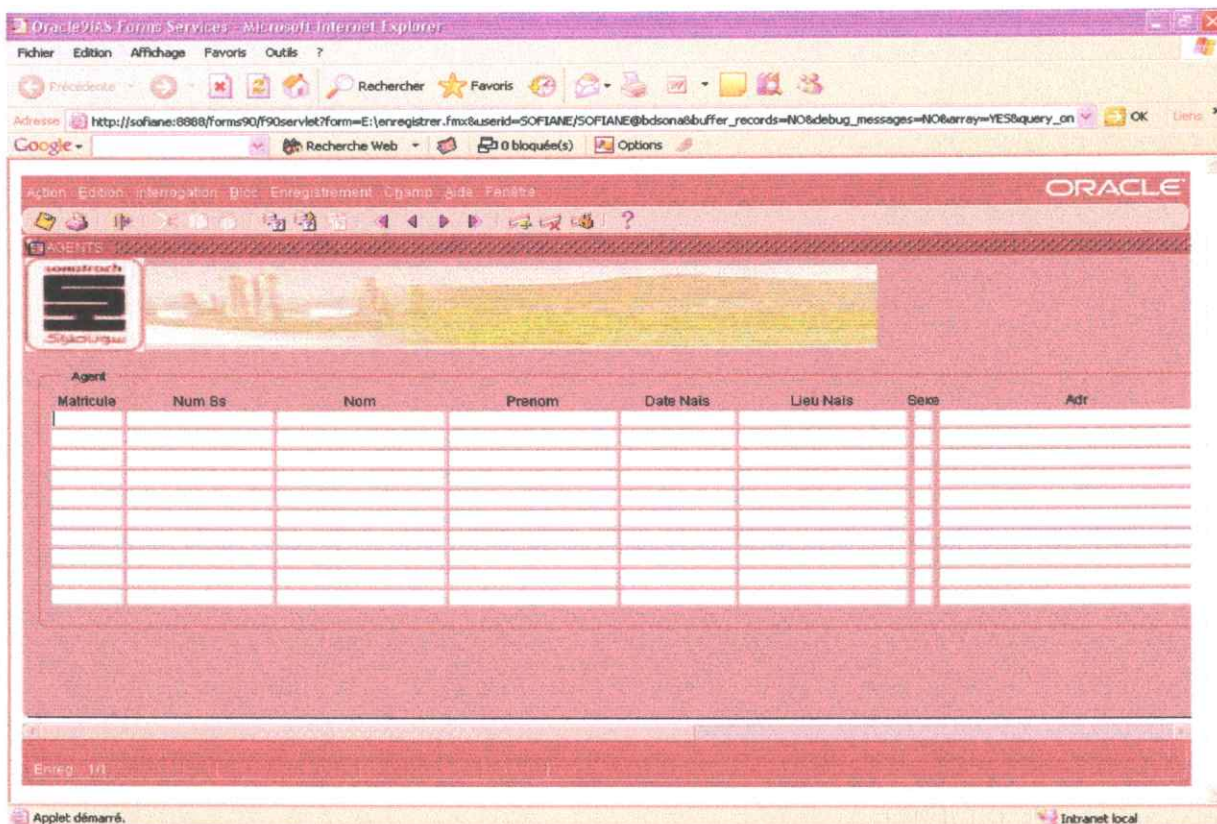 Oracle9iAS Forms Services - Microsoft Internet Explorer
Fichier Edition Affichage Favoris Outils ?
Précédente Rechercher Favoris
Adresse http://sofiane:8888/forms90/f90servlet?form=E:\enregistrer.fmx&userid=SOFIANE/SOFIANE@bdsona&buffer_records=NO&debug_messages=NO&array=YES&query_on OK Liens »
Google Recherche Web 0 bloquée(s) Options
Action Edition Interrogation Bloc Enregistrement Champ Aide Fenêtre ORACLE
?
AGENTS
sonatrach
سوناطراك
Agent
Matricule Num Ss Nom Prenom Date Nais Lieu Nais Sexe Adr
Enreg 1/1
Applet démarré. Intranet local